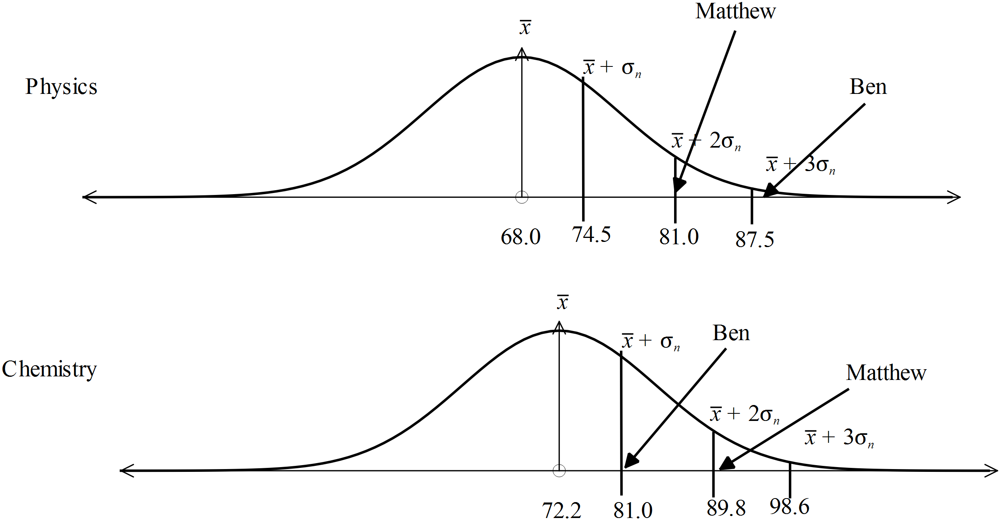 Matthew
x̅
x̅ + σn
Physics
Ben
x̅ + 2σn
x̅ + 3σn
68.0
74.5
81.0
87.5
x̅
x̅ + σn
Ben
Chemistry
Matthew
x̅ + 2σn
x̅ + 3σn
72.2
81.0
89.8
98.6